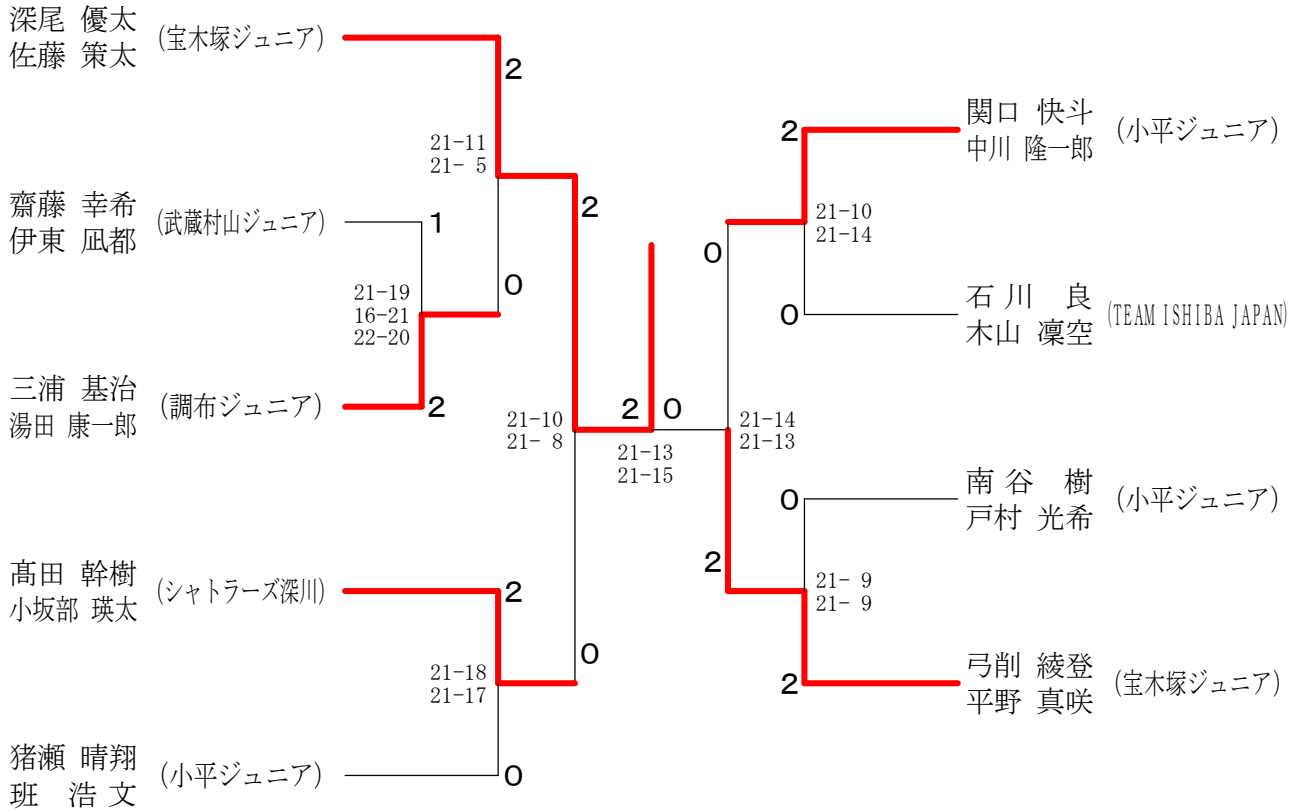 深尾 優太
佐藤 策太
(宝木塚ジュニア)
2
21-11
21- 5
齋藤 幸希
伊東 凪都
(武蔵村山ジュニア)
1
0
21-19
16-21
22-20
三浦 基治
湯田 康一郎
(調布ジュニア)
2
2
21-10
21- 8
髙田 幹樹
小坂部 瑛太
(シャトラーズ深川)
2
0
21-18
21-17
猪瀬 晴翔
班 浩文
(小平ジュニア)
0
2 0
21-13
21-15
関口 快斗
中川 隆一郎
(小平ジュニア)
2
21-10
21-14
0
石川 良
木山 凜空
(TEAM ISHIBA JAPAN)
0
21-14
21-13
南谷 樹
戸村 光希
(小平ジュニア)
0
2
21- 9
21- 9
弓削 綾登
平野 真咲
(宝木塚ジュニア)
2